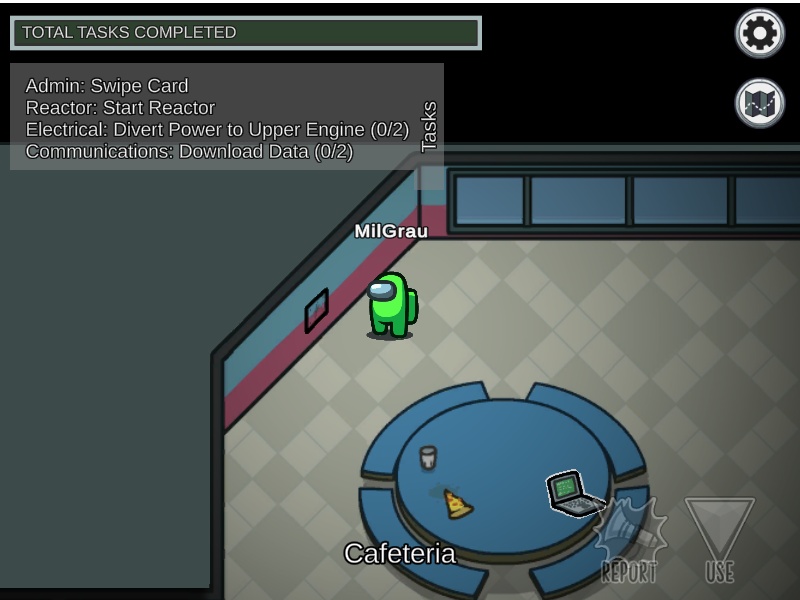 TOTAL TASKS COMPLETED
Admin: Swipe Card
Reactor: Start Reactor
Electrical: Divert Power to Upper Engine (0/2)
Communications: Download Data (0/2)
Tasks
MilGrau
Cafeteria
REPORT
USE